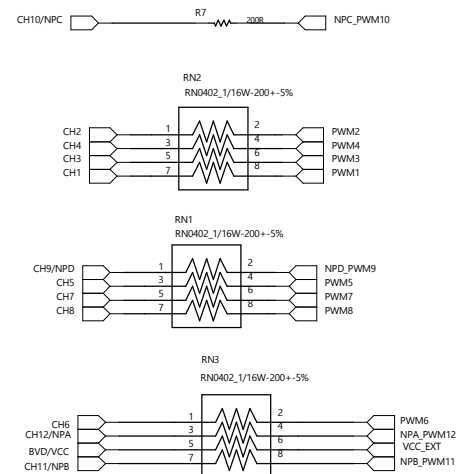 R7
CH10/NPC 200R NPC_PWM10
RN2
RN0402_1/16W-200+-5%
CH2 1 2 PWM2
CH4 3 4 PWM4
CH3 5 6 PWM3
CH1 7 8 PWM1
RN1
RN0402_1/16W-200+-5%
CH9/NPD 1 2 NPD_PWM9
CH5 3 4 PWM5
CH7 5 6 PWM7
CH8 7 8 PWM8
RN3
RN0402_1/16W-200+-5%
CH6 1 2 PWM6
CH12/NPA 3 4 NPA_PWM12
BVD/VCC 5 6 VCC_EXT
CH11/NPB 7 8 NPB_PWM11